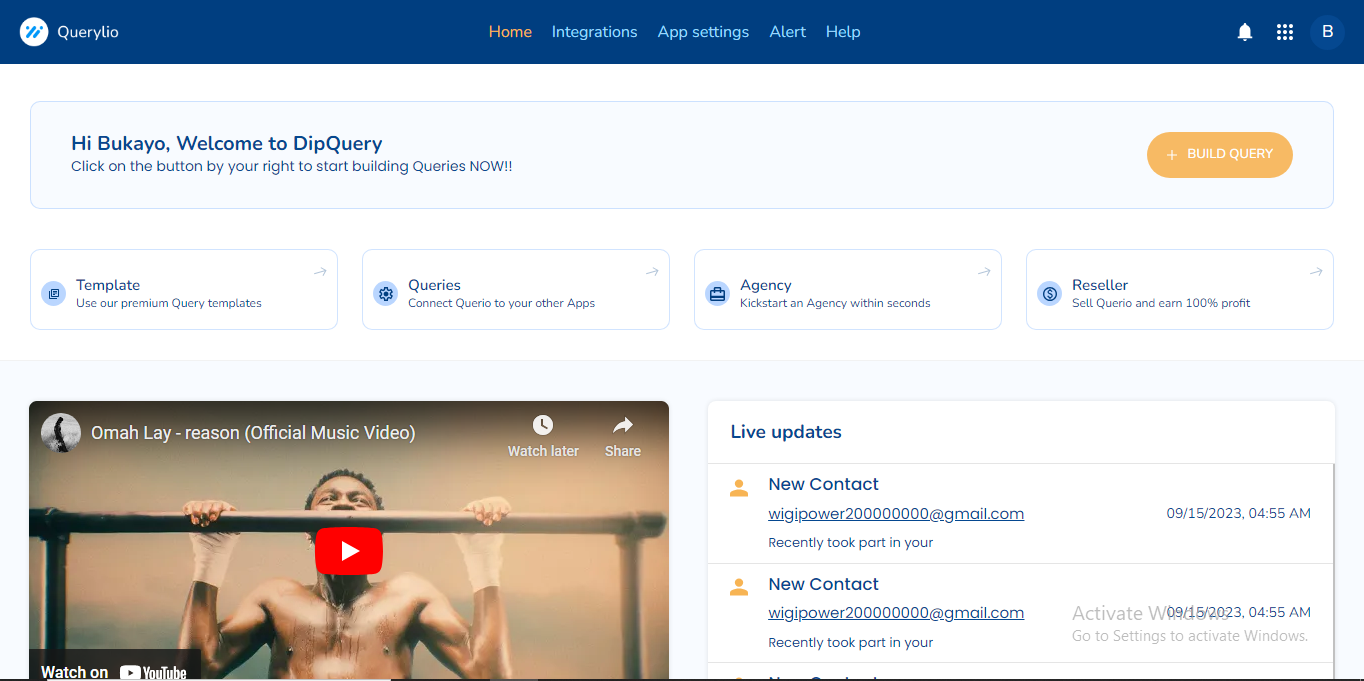 Querylio
Home Integrations App settings Alert Help
B
Hi Bukayo, Welcome to DipQuery
Click on the button by your right to start building Queries NOW!!
+ BUILD QUERY
Template
Use our premium Query templates
Queries
Connect Querio to your other Apps
Agency
Kickstart an Agency within seconds
Reseller
Sell Querio and earn 100% profit
Omah Lay - reason (Official Music Video)
Watch later
Share
Watch on YouTube
Live updates
New Contact
wigipower200000000@gmail.com
09/15/2023, 04:55 AM
Recently took part in your
New Contact
wigipower200000000@gmail.com
09/15/2023, 04:55 AM
Recently took part in your
Activate Windows
Go to Settings to activate Windows.